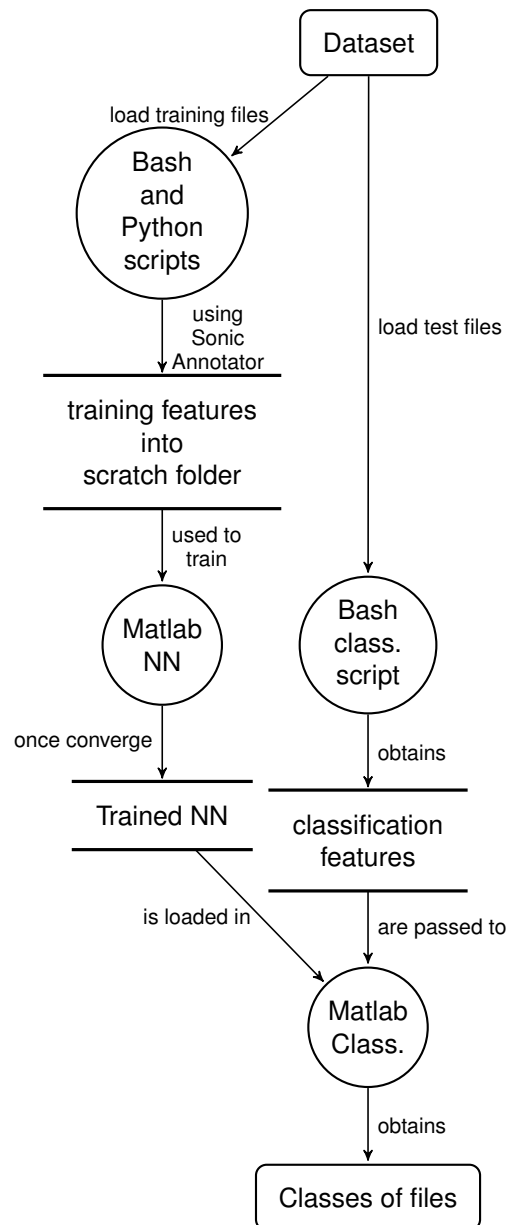 Dataset
load training files
Bash
and
Python
scripts
using
Sonic
Annotator
load test files
training features
into
scratch folder
used to
train
Matlab
NN
Bash
class.
script
once converge
obtains
Trained NN
classification
features
is loaded in
are passed to
Matlab
Class.
obtains
Classes of files